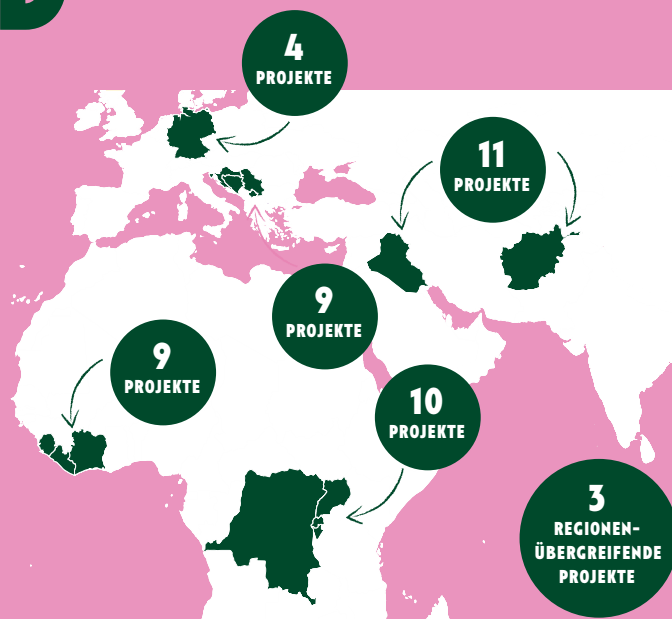 4
PROJEKTE
11
PROJEKTE
9
PROJEKTE
9
PROJEKTE
10
PROJEKTE
3
REGIONEN-
ÜBERGREIFENDE
PROJEKTE